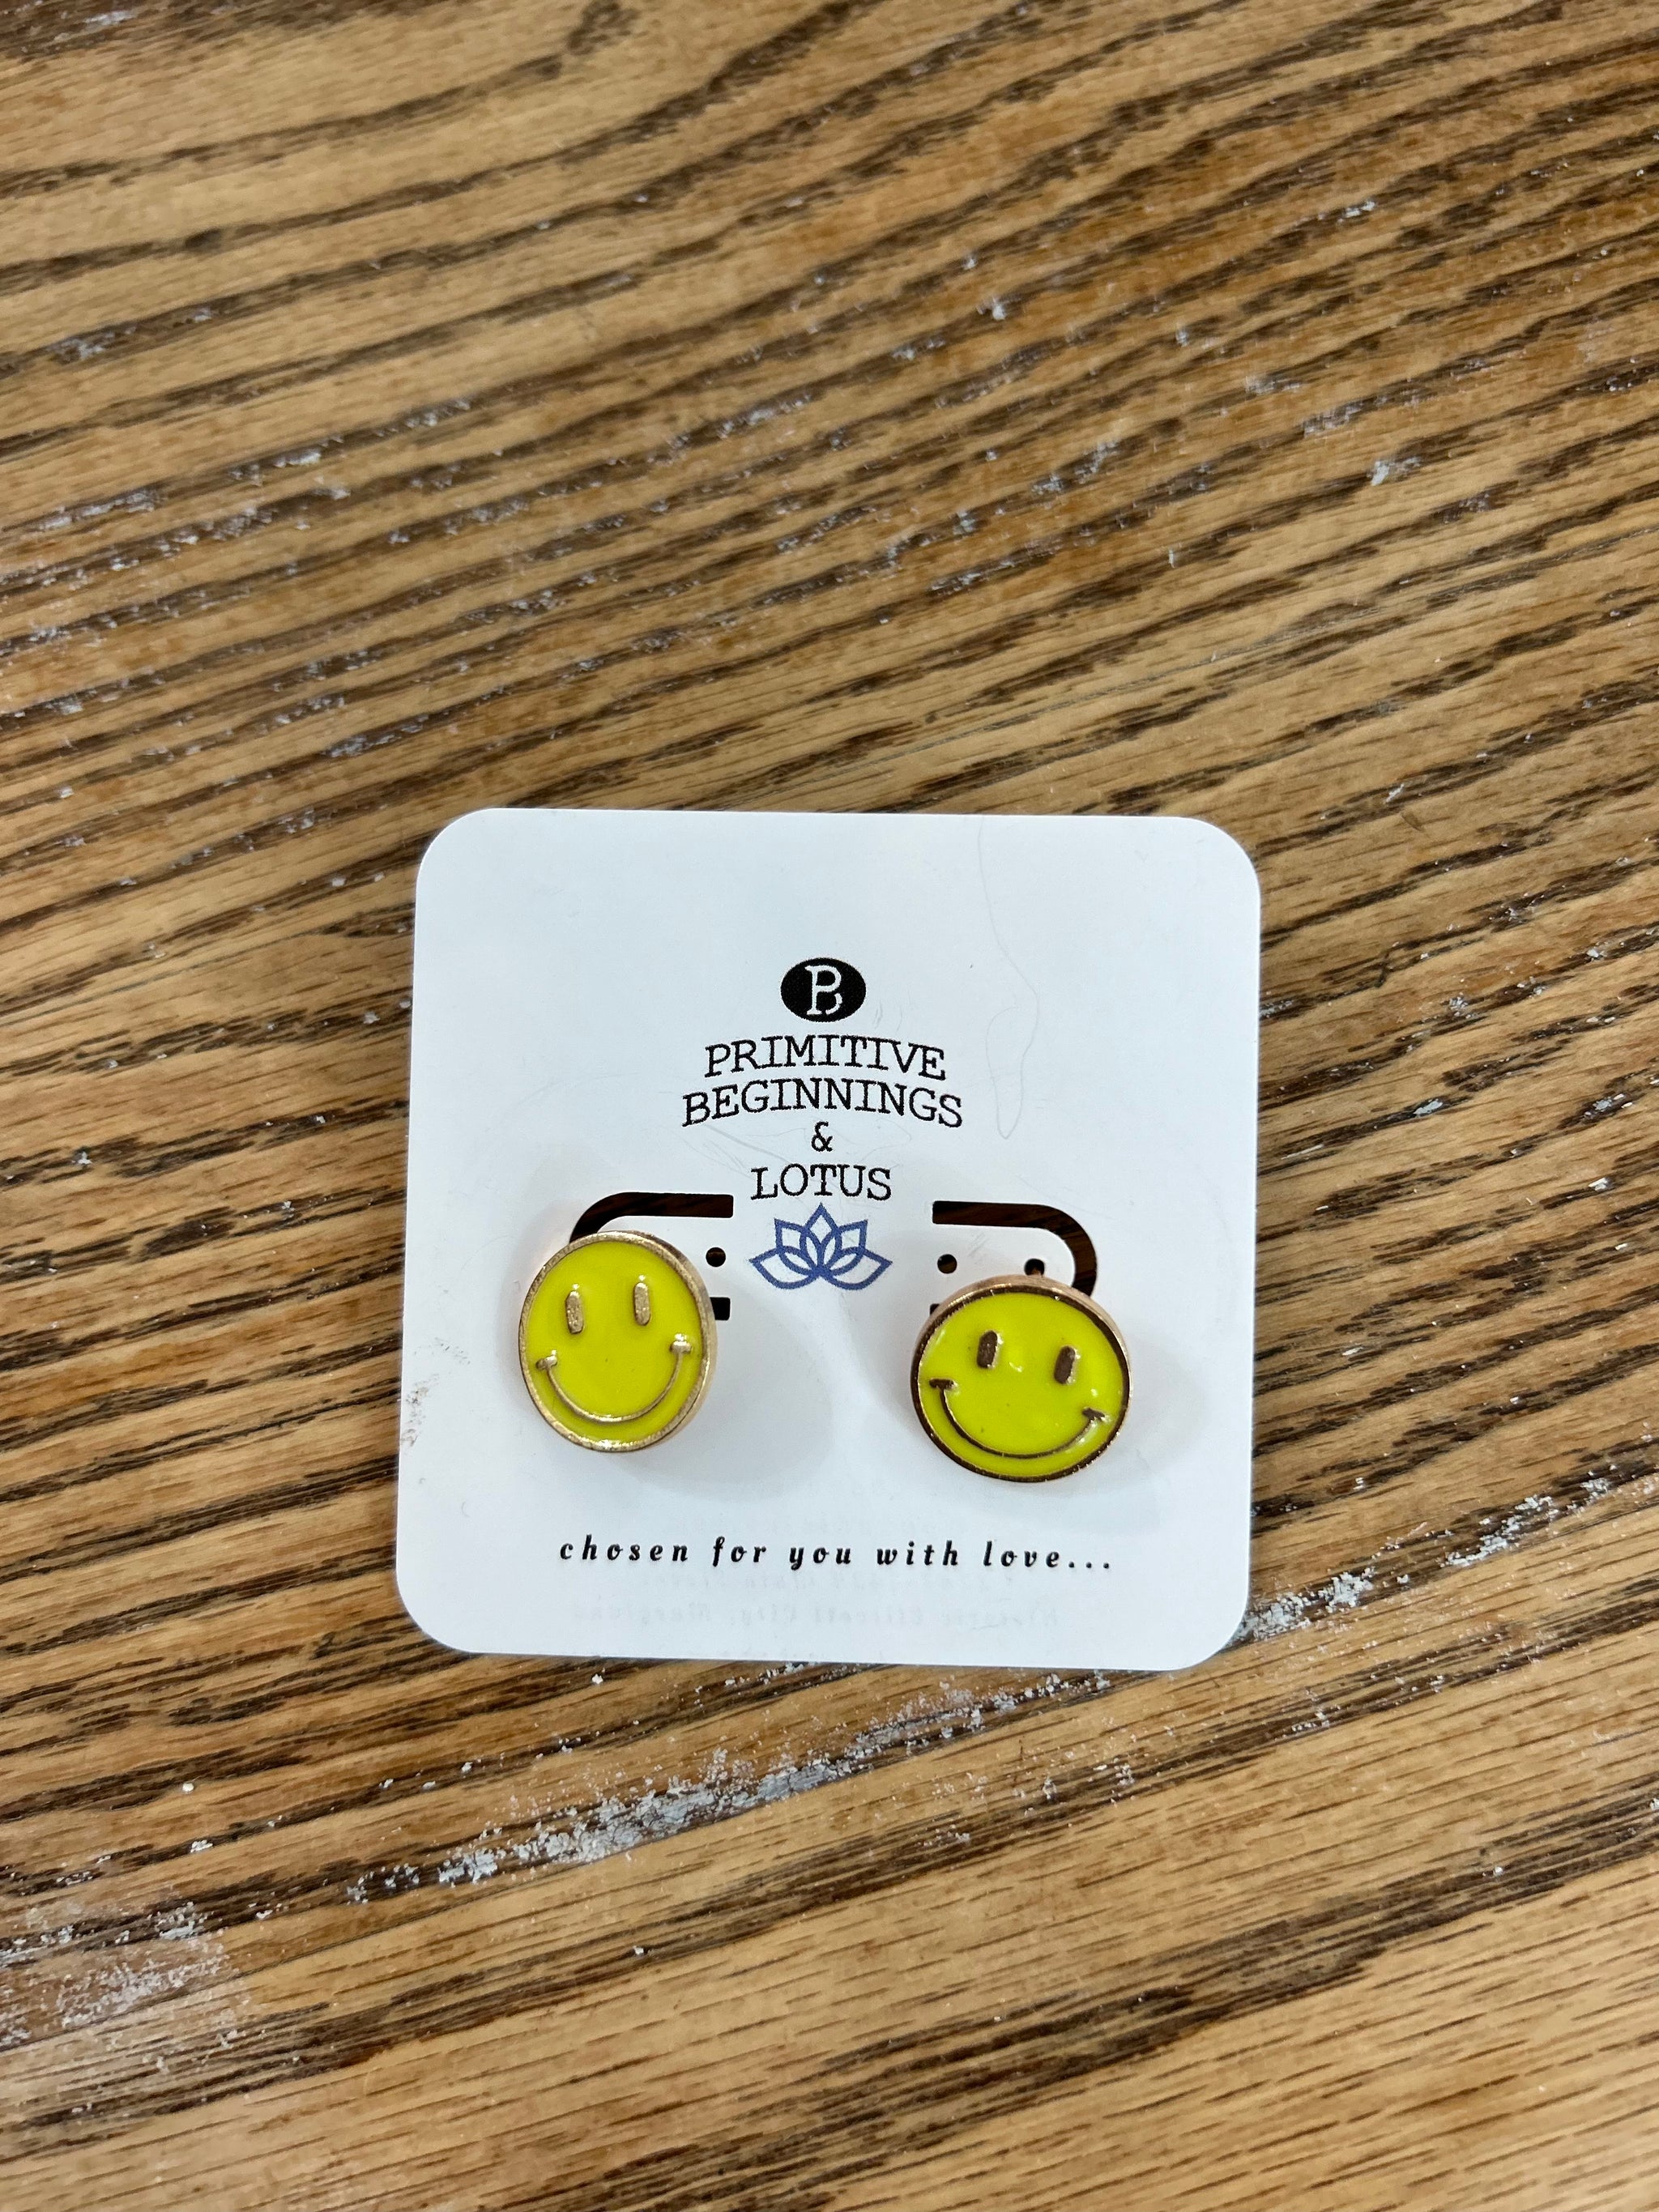 PB
PRIMITIVE
BEGINNINGS
&
LOTUS
chosen for you with love...